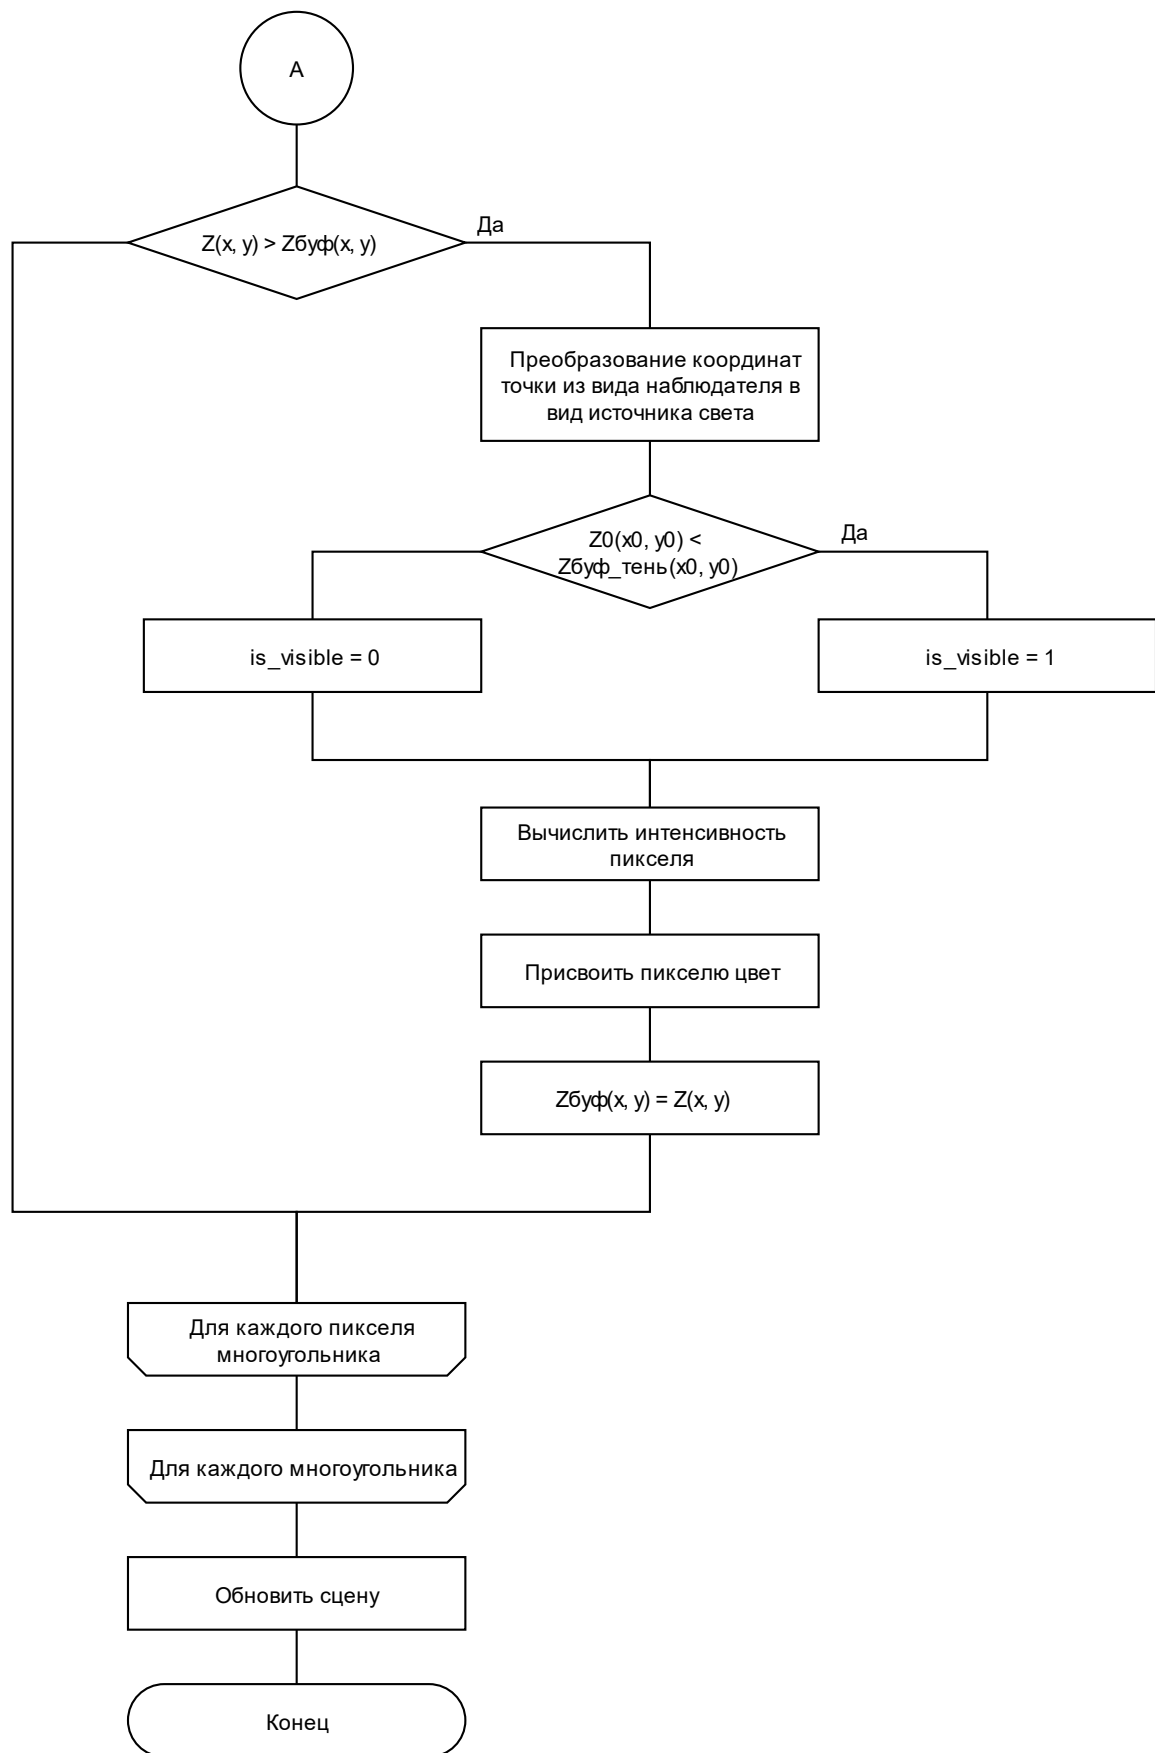 A
Z(x, y) > Zбуф(x, y)
Да
Преобразование координат
точки из вида наблюдателя в
вид источника света
Z0(x0, y0) <
Zбуф_тень(x0, y0)
Да
is_visible = 0
is_visible = 1
Вычислить интенсивность
пикселя
Присвоить пикселю цвет
Zбуф(x, y) = Z(x, y)
Для каждого пикселя
многоугольника
Для каждого многоугольника
Обновить сцену
Конец